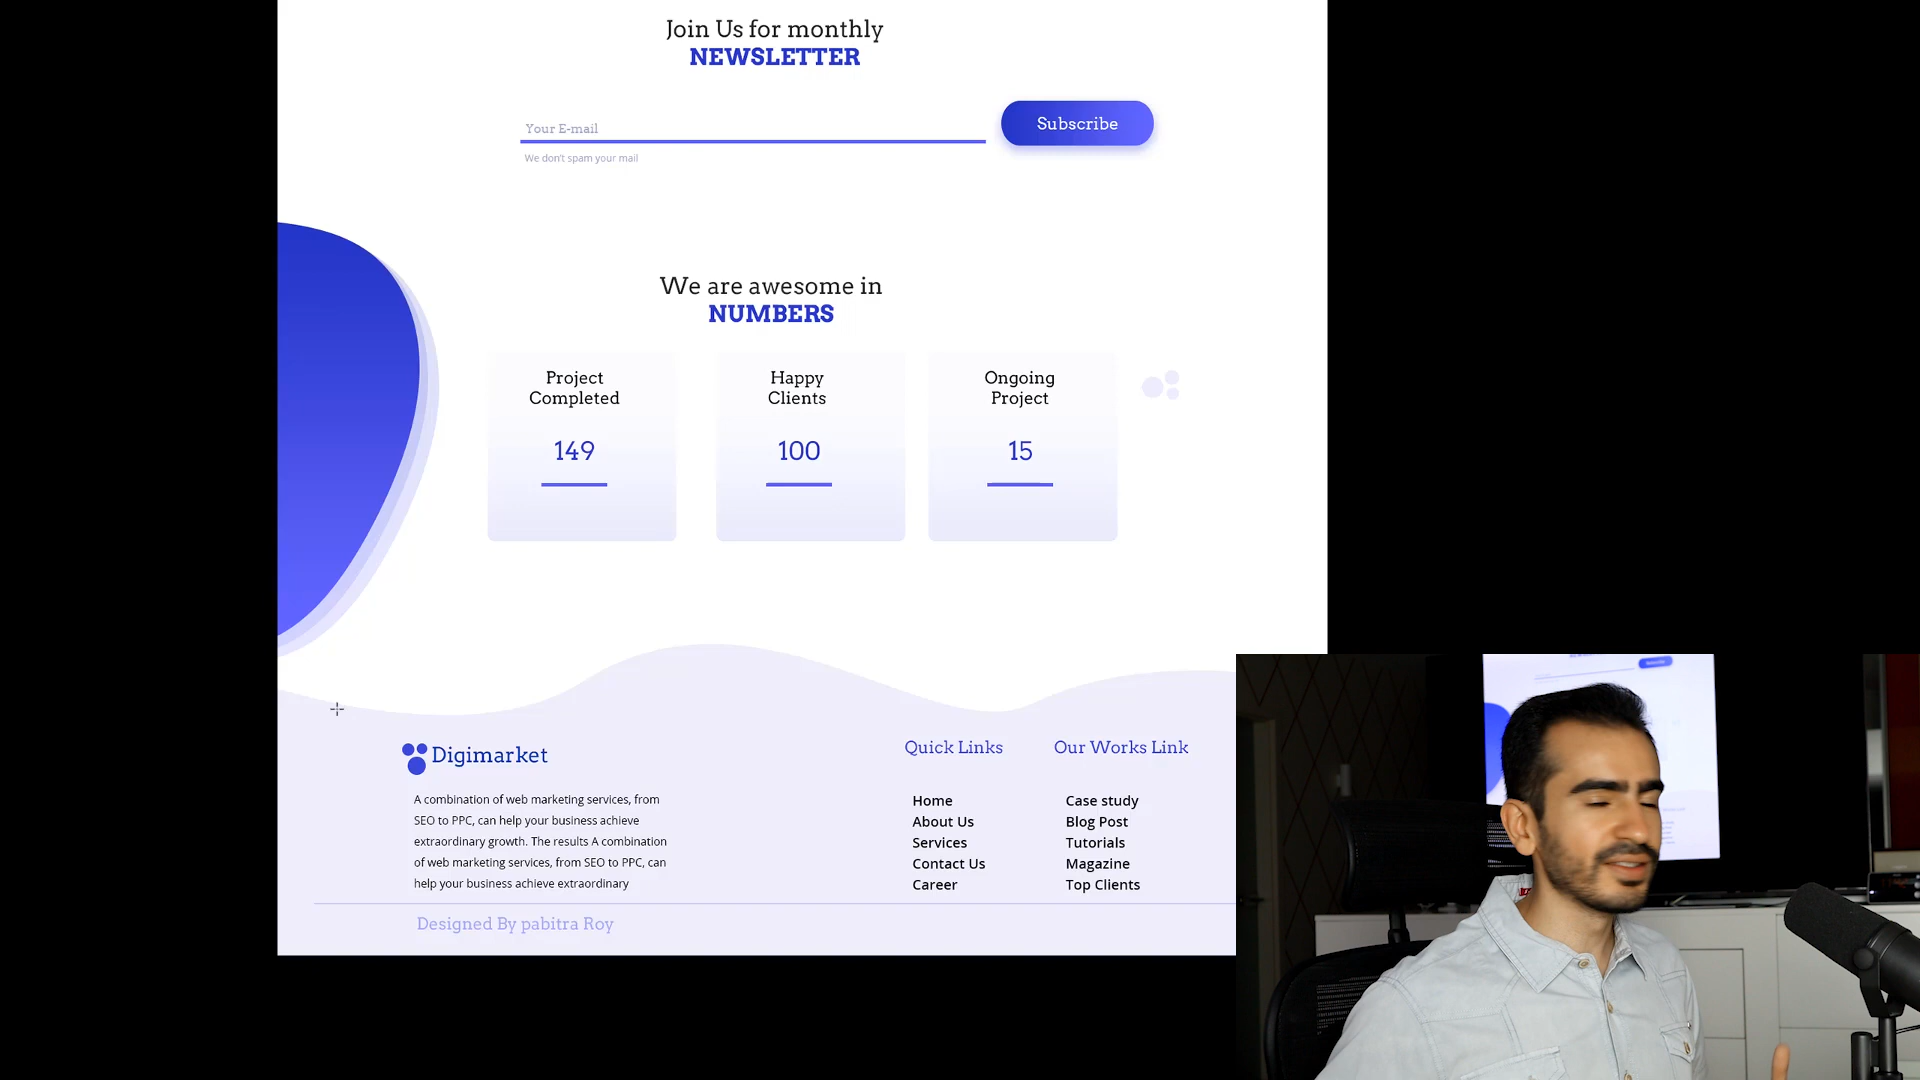 Join Us for monthly
NEWSLETTER
Your E-mail
Subscribe
We don't spam your mail
We are awesome in
NUMBERS
Project
Completed
149
Happy
Clients
100
Ongoing
Project
15
Digimarket
A combination of web marketing services, from
SEO to PPC, can help your business achieve
extraordinary growth. The results A combination
of web marketing services, from SEO to PPC, can
help your business achieve extraordinary
Quick Links
Home
About Us
Services
Contact Us
Career
Our Works Link
Case study
Blog Post
Tutorials
Magazine
Top Clients
Designed By pabitra Roy